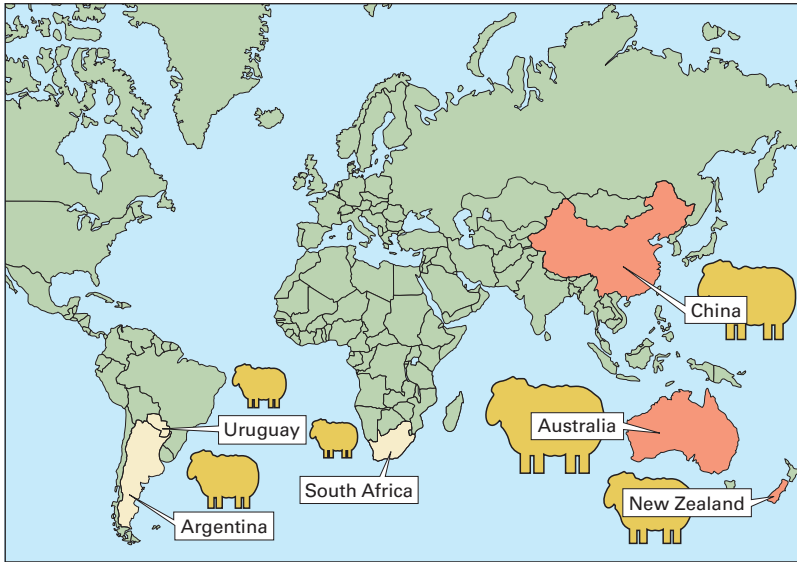 China
Uruguay
Australia
South Africa
New Zealand
Argentina